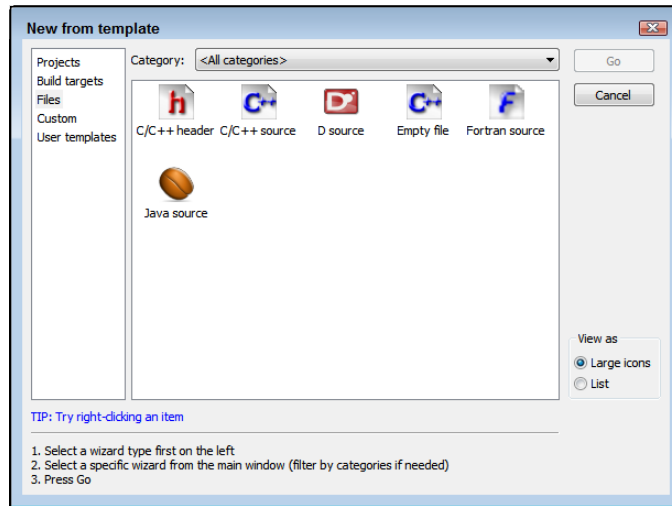 New from template
Projects
Build targets
Files
Custom
User templates
Category: <All categories>
Go
Cancel
h C++ D C++ F
C/C++ header C/C++ source D source Empty file Fortran source
Java source
View as
Large icons
List
TIP: Try right-clicking an item
1. Select a wizard type first on the left
2. Select a specific wizard from the main window (filter by categories if needed)
3. Press Go